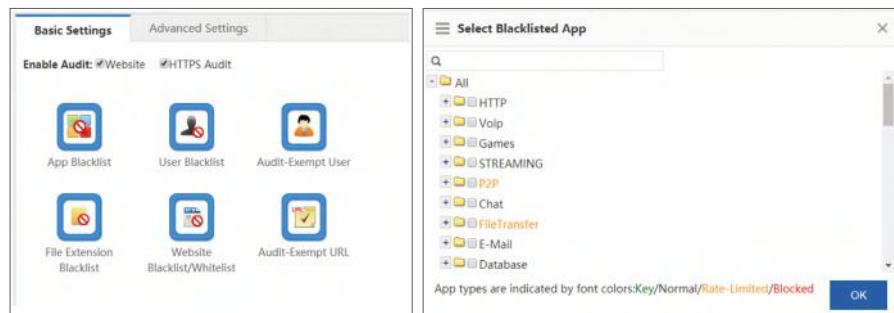 Basic Settings
Advanced Settings
Enable Audit: Website HTTPS Audit
App Blacklist
User Blacklist
Audit-Exempt User
File Extension
Blacklist
Website
Blacklist/Whitelist
URL
Audit-Exempt URL
Select Blacklisted App
All
HTTP
Volp
Games
STREAMING
P2P
Chat
FileTransfer
E-Mail
Database
App types are indicated by font colors:Key/Normal/Rate-Limited/Blocked
OK